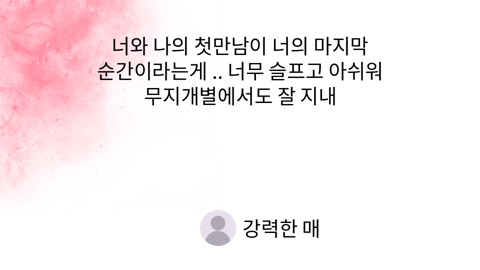 너와 나의 첫만남이 너의 마지막
순간이라는게 .. 너무 슬프고 아쉬워
무지개별에서도 잘 지내
강력한 매